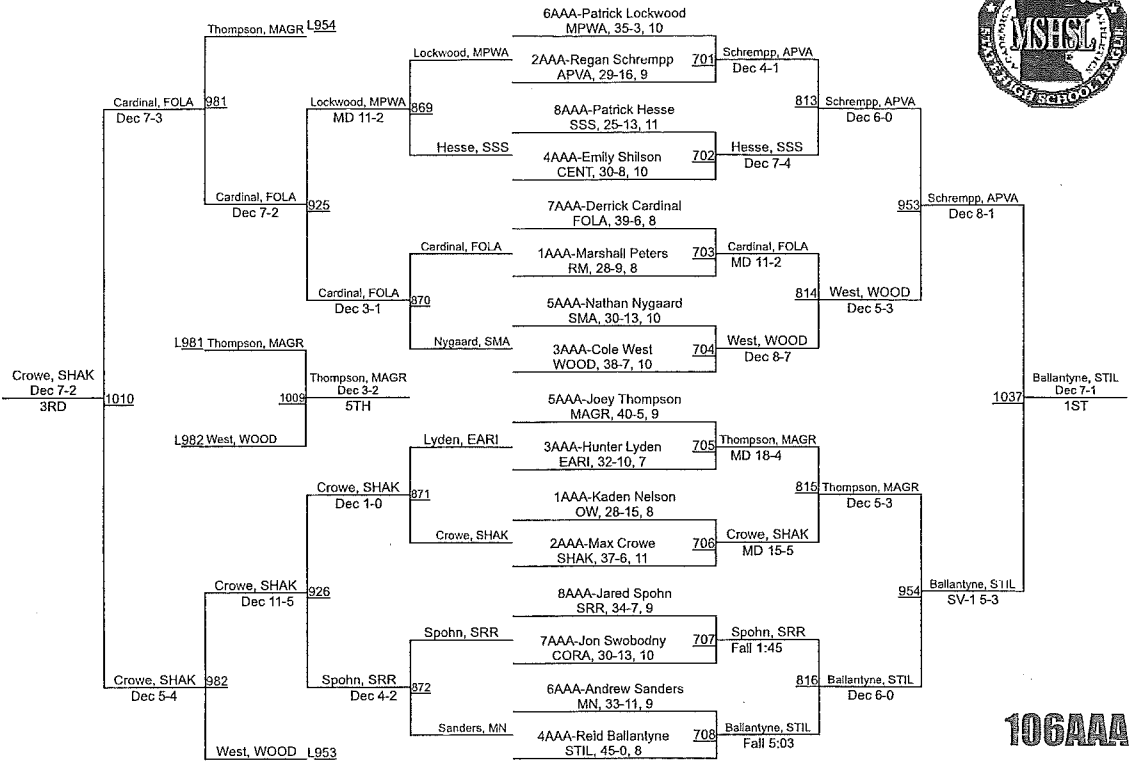 6AAA-Patrick Lockwood
MPWA, 35-3, 10
2AAA-Regan Schrempp
APVA, 29-16, 9
701
8AAA-Patrick Hesse
SSS, 25-13, 11
4AAA-Emily Shilson
CENT, 30-8, 10
702
7AAA-Derrick Cardinal
FOLA, 39-6, 8
1AAA-Marshall Peters
RM, 28-9, 8
703
5AAA-Nathan Nygaard
SMA, 30-13, 10
3AAA-Cole West
WOOD, 38-7, 10
704
5AAA-Joey Thompson
MAGR, 40-5, 9
3AAA-Hunter Lyden
EARI, 32-10, 7
705
1AAA-Kaden Nelson
OW, 28-15, 8
2AAA-Max Crowe
SHAK, 37-6, 11
706
8AAA-Jared Spohn
SRR, 34-7, 9
7AAA-Jon Swobodny
CORA, 30-13, 10
707
6AAA-Andrew Sanders
MN, 33-11, 9
4AAA-Reid Ballantyne
STIL, 45-0, 8
708
Schrempp, APVA
Dec 4-1
813
Hesse, SSS
Dec 7-4
Cardinal, FOLA
MD 11-2
814
West, WOOD
Dec 8-7
Thompson, MAGR
MD 18-4
815
Crowe, SHAK
MD 15-5
Spohn, SRR
Fall 1:45
816
Ballantyne, STIL
Fall 5:03
Schrempp, APVA
Dec 6-0
953
West, WOOD
Dec 5-3
Thompson, MAGR
Dec 5-3
954
Ballantyne, STIL
Dec 6-0
Schrempp, APVA
Dec 8-1
1037
Ballantyne, STIL
SV-1 5-3
Ballantyne, STIL
Dec 7-1
1ST
Lockwood, MPWA
869
Hesse, SSS
Cardinal, FOLA
870
Nygaard, SMA
Lyden, EARI
871
Crowe, SHAK
Spohn, SRR
872
Sanders, MN
Lockwood, MPWA
MD 11-2
925
Cardinal, FOLA
Dec 3-1
Crowe, SHAK
Dec 1-0
926
Spohn, SRR
Dec 4-2
Thompson, MAGR L954
981
Cardinal, FOLA
Dec 7-2
Crowe, SHAK
Dec 11-5
982
West, WOOD L953
Cardinal, FOLA
Dec 7-3
1010
Crowe, SHAK
Dec 5-4
Crowe, SHAK
Dec 7-2
3RD
L981 Thompson, MAGR
1009
L982 West, WOOD
Thompson, MAGR
Dec 3-2
5TH
MSHSL
106AAA